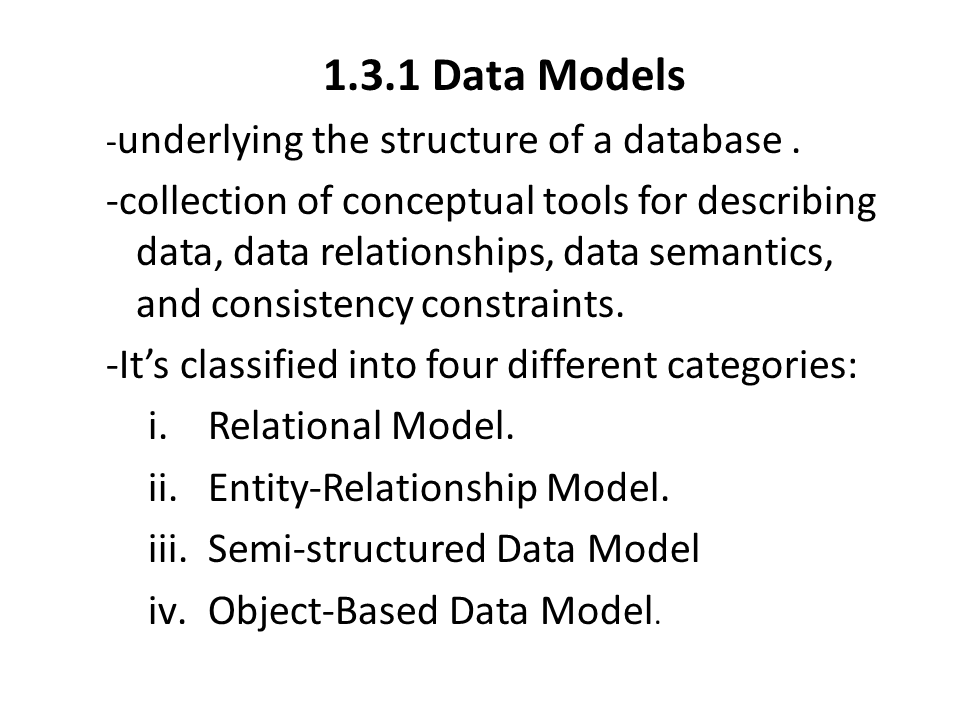 1.3.1 Data Models
-underlying the structure of a database .
-collection of conceptual tools for describing
data, data relationships, data semantics,
and consistency constraints.
-It’s classified into four different categories:
i. Relational Model.
ii. Entity-Relationship Model.
iii. Semi-structured Data Model
iv. Object-Based Data Model.